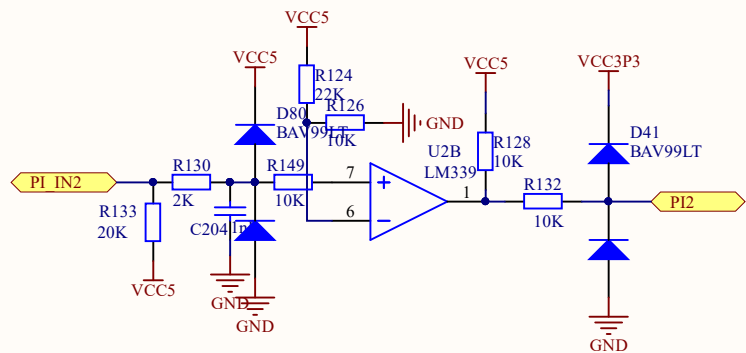 VCC5
VCC5
R124
22K
R126
10K
GND
D80
BAV99LT
VCC5
U2B
LM339
R128
10K
VCC3P3
D41
BAV99LT
PI_IN2
R130
2K
R149
10K
7
6
1
R132
10K
PI2
R133
20K
C204
VCC5
GND
GND
GND